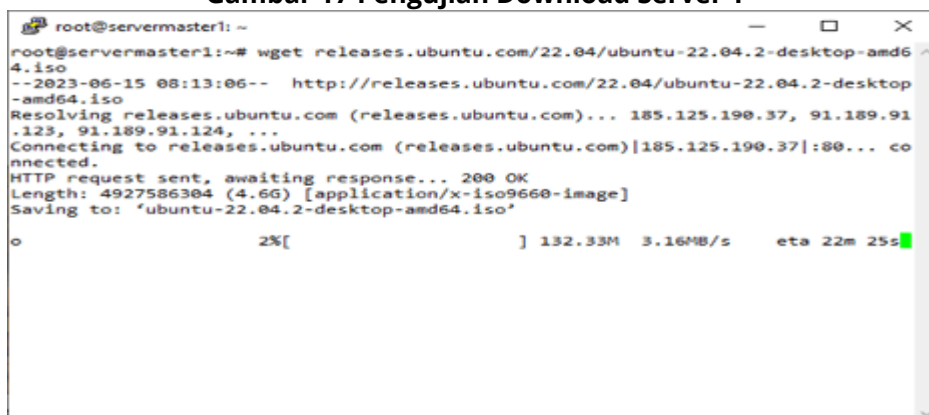 Gambar 17 Pengujian Download Server 1
root@servermaster1: ~
root@servermaster1:~# wget releases.ubuntu.com/22.04/ubuntu-22.04.2-desktop-amd6
4.iso
--2023-06-15 08:13:06--  http://releases.ubuntu.com/22.04/ubuntu-22.04.2-desktop
-amd64.iso
Resolving releases.ubuntu.com (releases.ubuntu.com)... 185.125.190.37, 91.189.91
.123, 91.189.91.124, ...
Connecting to releases.ubuntu.com (releases.ubuntu.com)|185.125.190.37|:80... co
nnected.
HTTP request sent, awaiting response... 200 OK
Length: 4927586304 (4.6G) [application/x-iso9660-image]
Saving to: ‘ubuntu-22.04.2-desktop-amd64.iso’
o 2%[ ] 132.33M 3.16MB/s eta 22m 25s